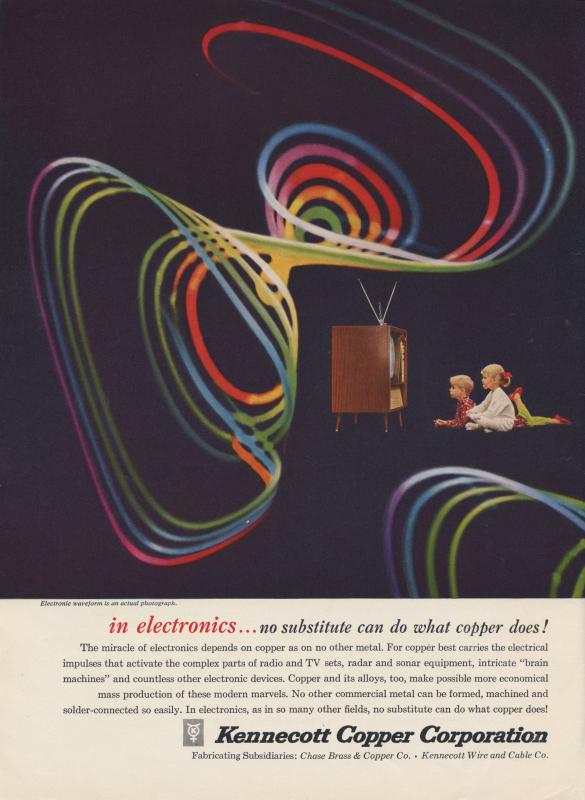 Electronic waveform is an actual photograph.
in electronics...no substitute can do what copper does!
The miracle of electronics depends on copper as on no other metal. For copper best carries the electrical
impulses that activate the complex parts of radio and TV sets, radar and sonar equipment, intricate “brain
machines” and countless other electronic devices. Copper and its alloys, too, make possible more economical
mass production of these modern marvels. No other commercial metal can be formed, machined and
solder-connected so easily. In electronics, as in so many other fields, no substitute can do what copper does!
Kennecott Copper Corporation
Fabricating Subsidiaries: Chase Brass & Copper Co. • Kennecott Wire and Cable Co.